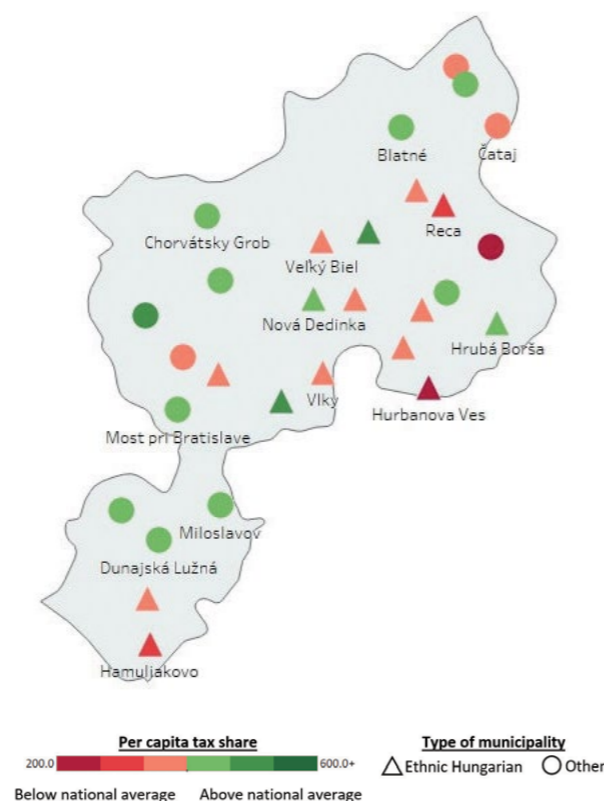 Blatné
Čataj
Reca
Chorvátsky Grob
Veľký Biel
Nová Dedinka
Hrubá Borša
Vlky
Hurbanova Ves
Most pri Bratislave
Miloslavov
Dunajská Lužná
Hamuliakovo
Per capita tax share
200.0
600.0+
Below national average
Above national average
Type of municipality
Ethnic Hungarian
Other